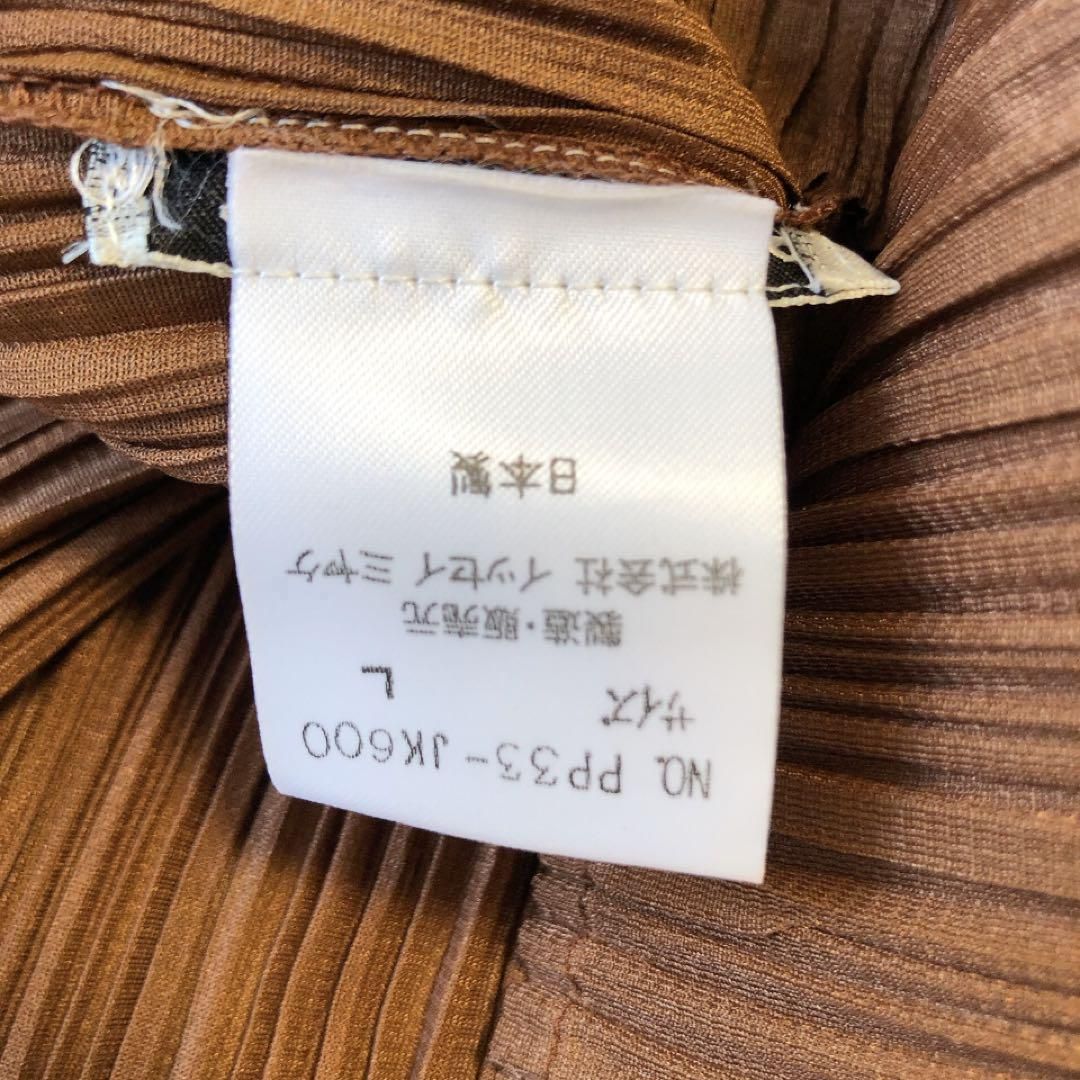 NO. PP33-JK600
サイズ L
製造・販売元
株式会社 イッセイ ミヤケ
日本製